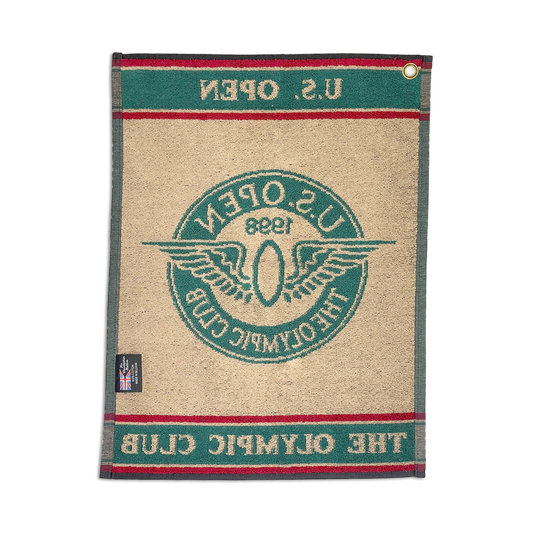 U.S. OPEN
U.S. OPEN
1998
THE OLYMPIC CLUB
THE OLYMPIC CLUB